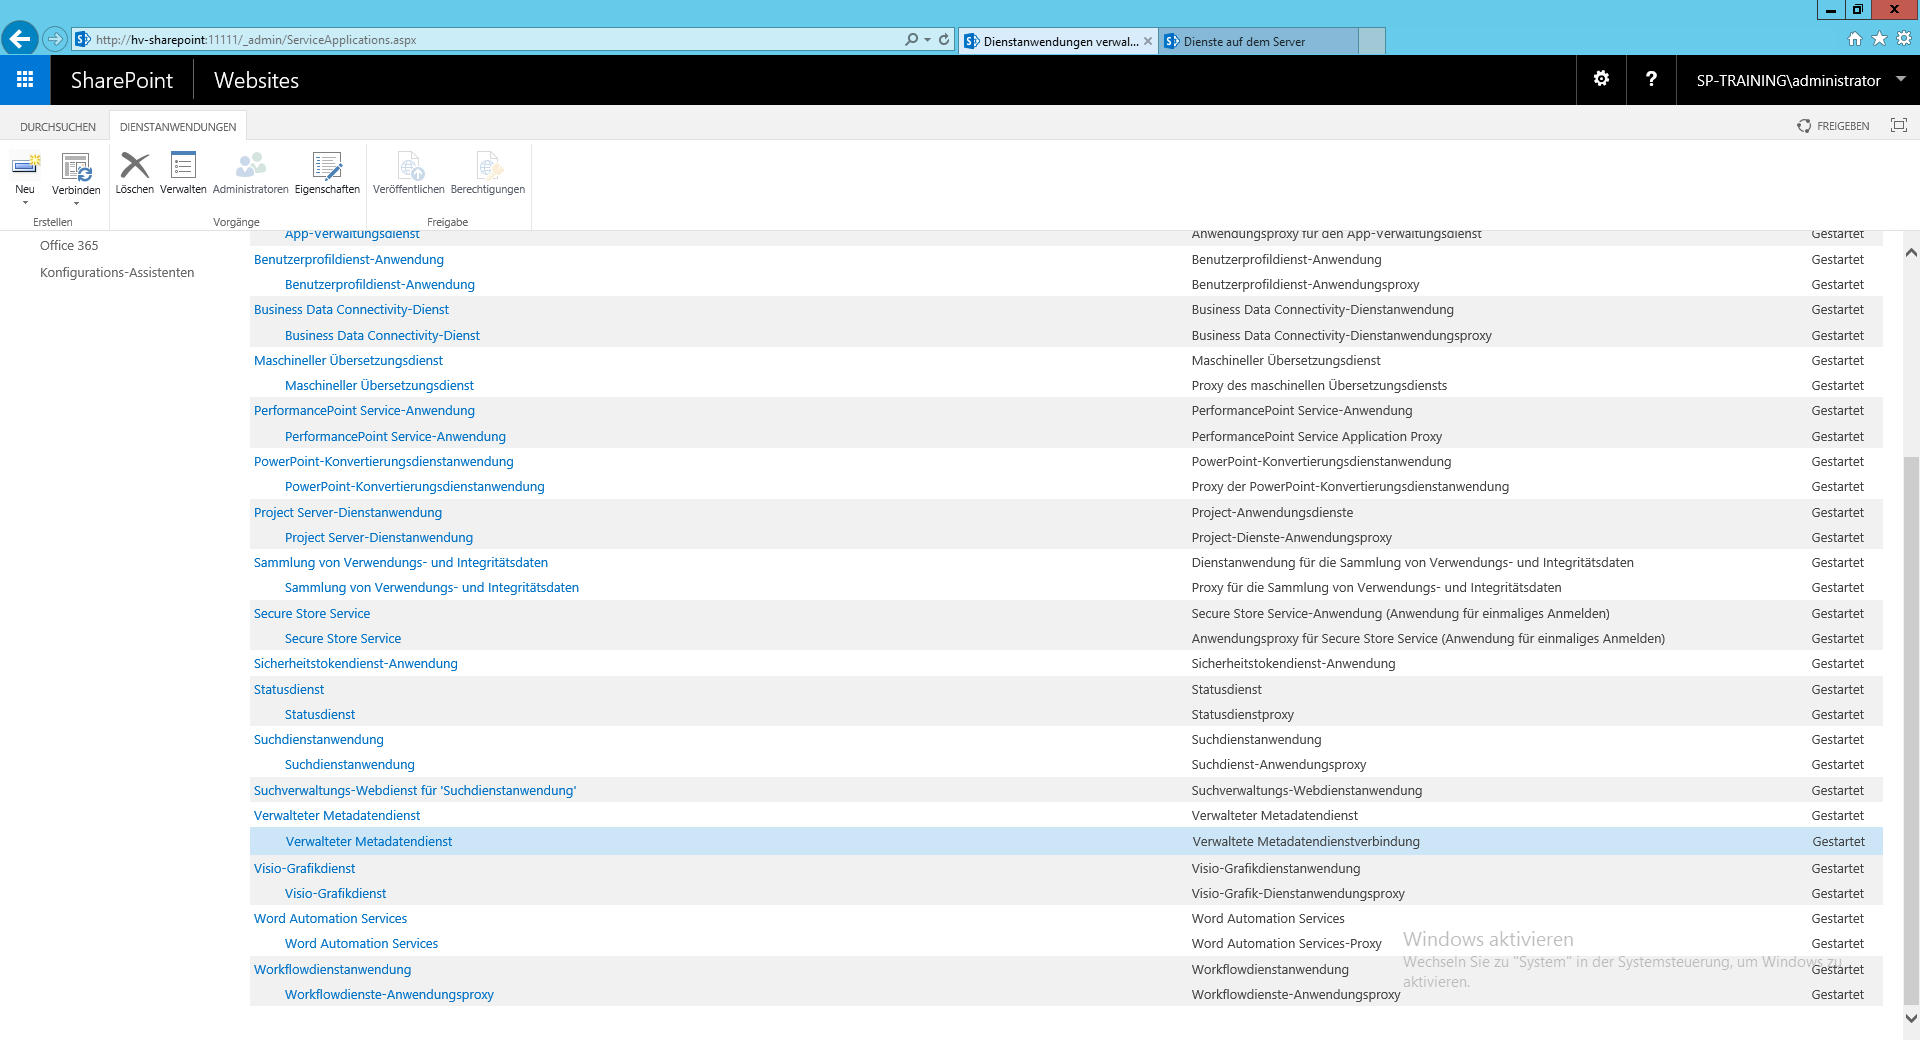 http://hv-sharepoint:11111/_admin/ServiceApplications.aspx
Dienstanwendungen verwal...
Dienste auf dem Server
SharePoint
Websites
?
SP-TRAINING\administrator
DURCHSUCHEN
DIENSTANWENDUNGEN
FREIGEBEN
Neu
Verbinden
Löschen
Verwalten
Administratoren
Eigenschaften
Veröffentlichen
Berechtigungen
Erstellen
Vorgänge
Freigabe
Office 365
Konfigurations-Assistenten
App-Verwaltungsdienst Anwendungsproxy für den App-Verwaltungsdienst Gestartet
Benutzerprofildienst-Anwendung Benutzerprofildienst-Anwendung Gestartet
Benutzerprofildienst-Anwendung Benutzerprofildienst-Anwendungsproxy Gestartet
Business Data Connectivity-Dienst Business Data Connectivity-Dienstanwendung Gestartet
Business Data Connectivity-Dienst Business Data Connectivity-Dienstanwendungsproxy Gestartet
Maschineller Übersetzungsdienst Maschineller Übersetzungsdienst Gestartet
Maschineller Übersetzungsdienst Proxy des maschinellen Übersetzungsdiensts Gestartet
PerformancePoint Service-Anwendung PerformancePoint Service-Anwendung Gestartet
PerformancePoint Service-Anwendung PerformancePoint Service Application Proxy Gestartet
PowerPoint-Konvertierungsdienstanwendung PowerPoint-Konvertierungsdienstanwendung Gestartet
PowerPoint-Konvertierungsdienstanwendung Proxy der PowerPoint-Konvertierungsdienstanwendung Gestartet
Project Server-Dienstanwendung Project-Anwendungsdienste Gestartet
Project Server-Dienstanwendung Project-Dienste-Anwendungsproxy Gestartet
Sammlung von Verwendungs- und Integritätsdaten Dienstanwendung für die Sammlung von Verwendungs- und Integritätsdaten Gestartet
Sammlung von Verwendungs- und Integritätsdaten Proxy für die Sammlung von Verwendungs- und Integritätsdaten Gestartet
Secure Store Service Secure Store Service-Anwendung (Anwendung für einmaliges Anmelden) Gestartet
Secure Store Service Anwendungsproxy für Secure Store Service (Anwendung für einmaliges Anmelden) Gestartet
Sicherheitstokendienst-Anwendung Sicherheitstokendienst-Anwendung Gestartet
Statusdienst Statusdienst Gestartet
Statusdienst Statusdienstproxy Gestartet
Suchdienstanwendung Suchdienstanwendung Gestartet
Suchdienstanwendung Suchdienst-Anwendungsproxy Gestartet
Suchverwaltungs-Webdienst für 'Suchdienstanwendung' Suchverwaltungs-Webdienstanwendung Gestartet
Verwalteter Metadatendienst Verwalteter Metadatendienst Gestartet
Verwalteter Metadatendienst Verwaltete Metadatendienstverbindung Gestartet
Visio-Grafikdienst Visio-Grafikdienstanwendung Gestartet
Visio-Grafikdienst Visio-Grafik-Dienstanwendungsproxy Gestartet
Word Automation Services Word Automation Services Gestartet
Word Automation Services Word Automation Services-Proxy Gestartet
Windows aktivieren
Wechseln Sie zu "System" in der Systemsteuerung, um Windows zu
aktivieren.
Workflowdienstanwendung Workflowdienstanwendung Gestartet
Workflowdienste-Anwendungsproxy Workflowdienste-Anwendungsproxy Gestartet